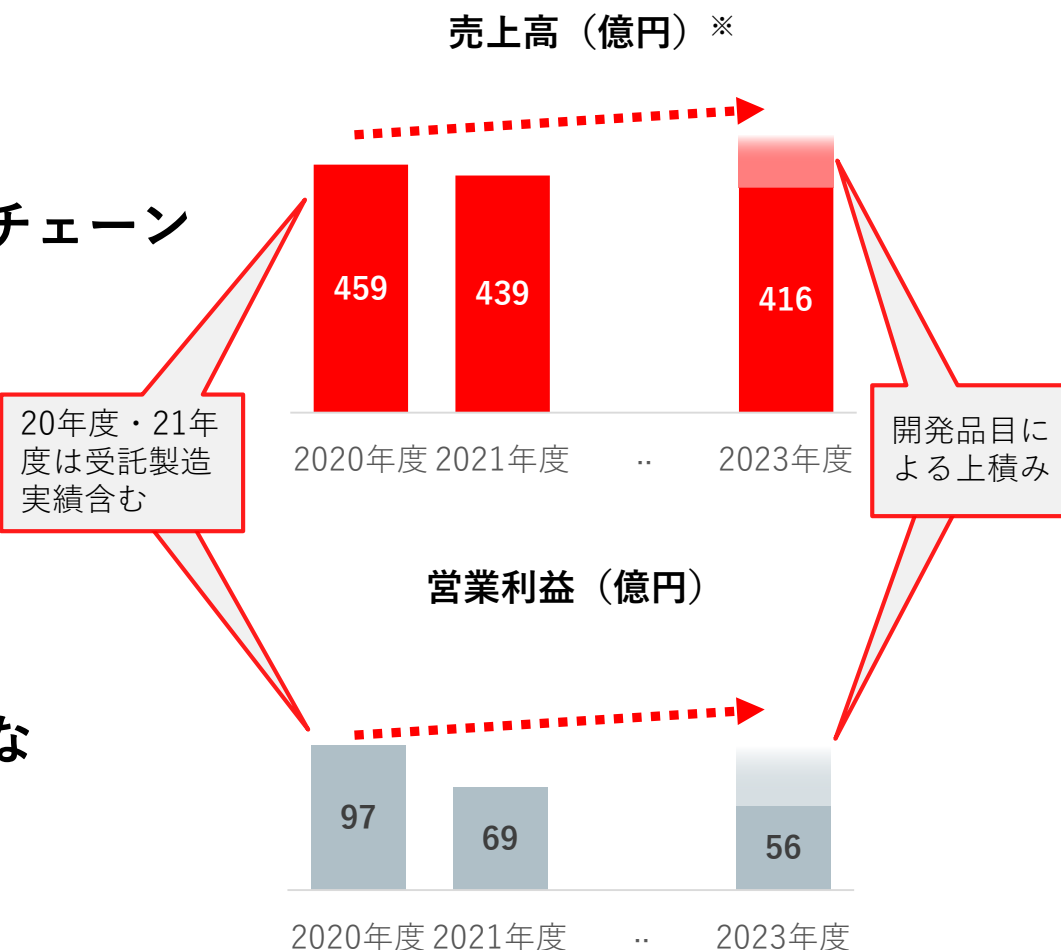 売上高（億円）※
チェーン
459
439
416
20年度・21年
度は受託製造
実績含む
開発品目に
よる上積み
2020年度 2021年度 .. 2023年度
営業利益（億円）
な
97
69
56
2020年度 2021年度 .. 2023年度